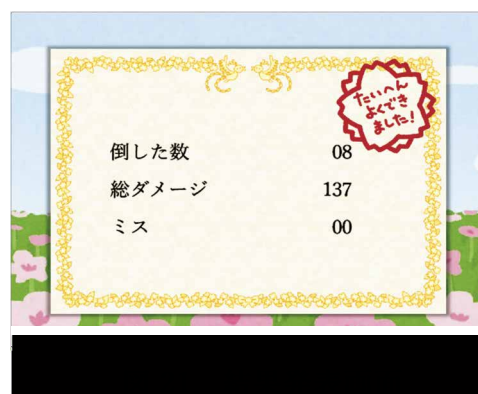 たいへん
よくでき
ました!
倒した数 08
総ダメージ 137
ミス 00